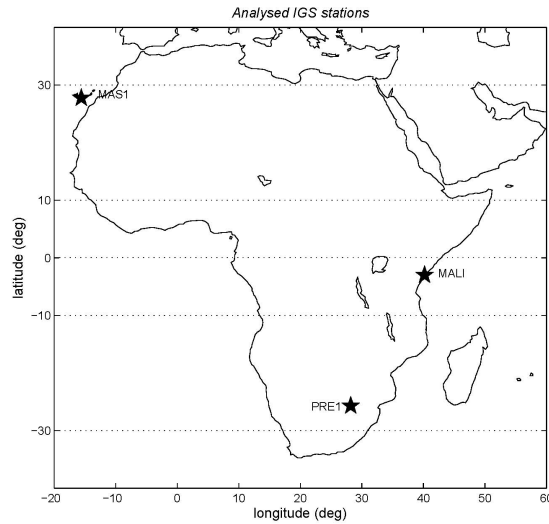 Analysed IGS stations
latitude (deg)
30
10
0
−10
−30
MAS1
MALI
PRE1
−20 −10 0 10 20 30 40 50 60
longitude (deg)